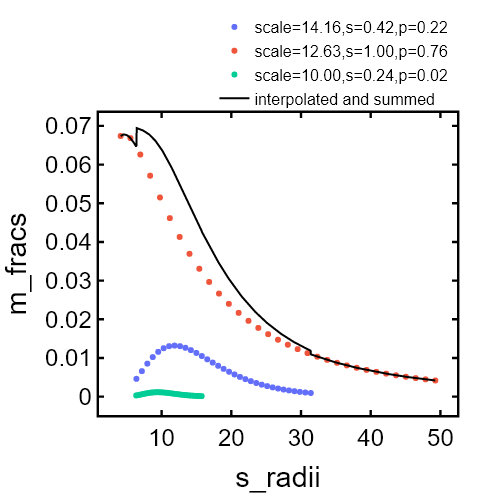 scale=14.16,s=0.42,p=0.22
scale=12.63,s=1.00,p=0.76
scale=10.00,s=0.24,p=0.02
interpolated and summed
0.07
0.06
0.05
0.04
0.03
0.02
0.01
0
m_fracs
10 20 30 40 50
s_radii